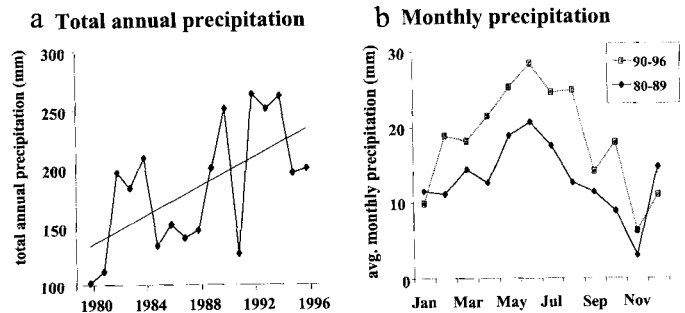 a Total annual precipitation
total annual precipitation (mm)
300
250
200
150
100
1980 1984 1988 1992 1996
b Monthly precipitation
avg. monthly precipitation (mm)
30
20
10
0
Jan Mar May Jul Sep Nov
90-96
80-89